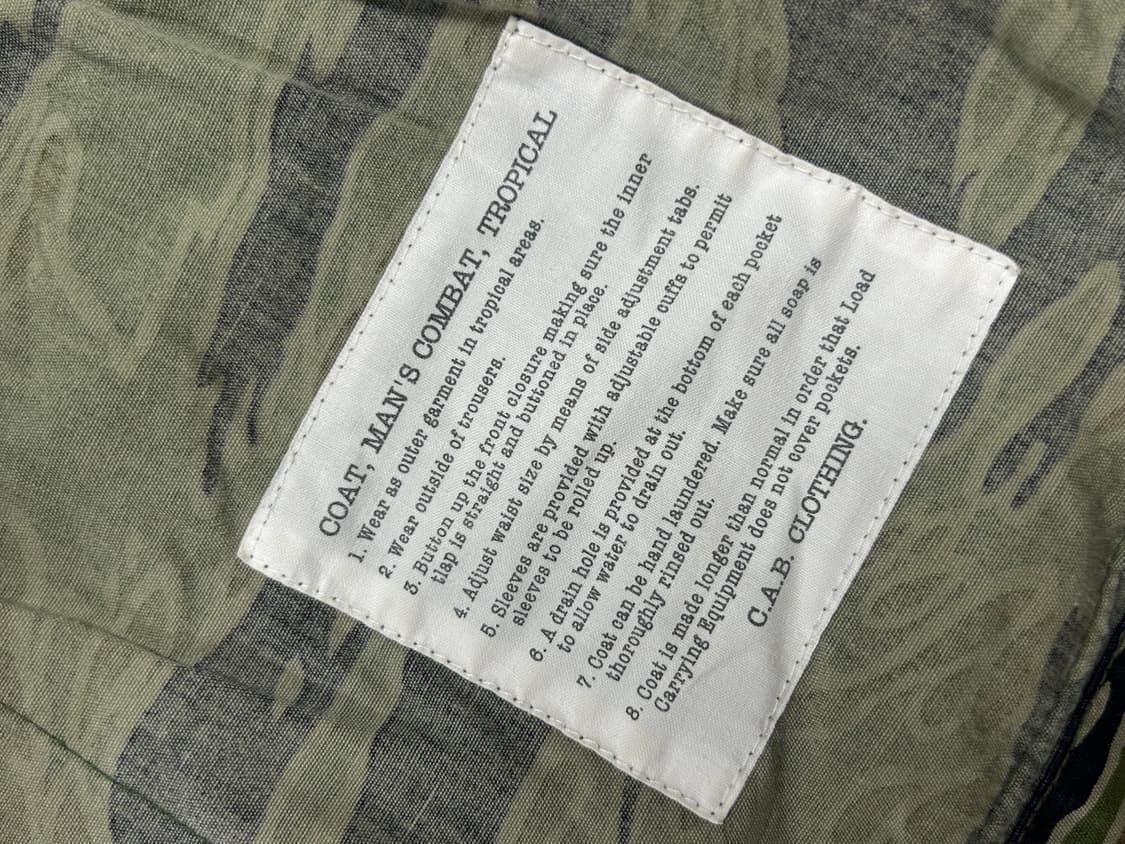 COAT, MAN'S COMBAT, TROPICAL
1. Wear as outer garment in tropical areas.
2. Wear outside of trousers.
3. Button up the front closure making sure the inner
flap is straight and buttoned in place.
4. Adjust waist size by means of side adjustment tabs.
5. Sleeves are provided with adjustable cuffs to permit
sleeves to be rolled up.
6. A drain hole is provided at the bottom of each pocket
to allow water to drain out.
7. Coat can be hand laundered. Make sure all soap is
thoroughly rinsed out.
8. Coat is made longer than normal in order that Load
Carrying Equipment does not cover pockets.
C.A.B. CLOTHING.